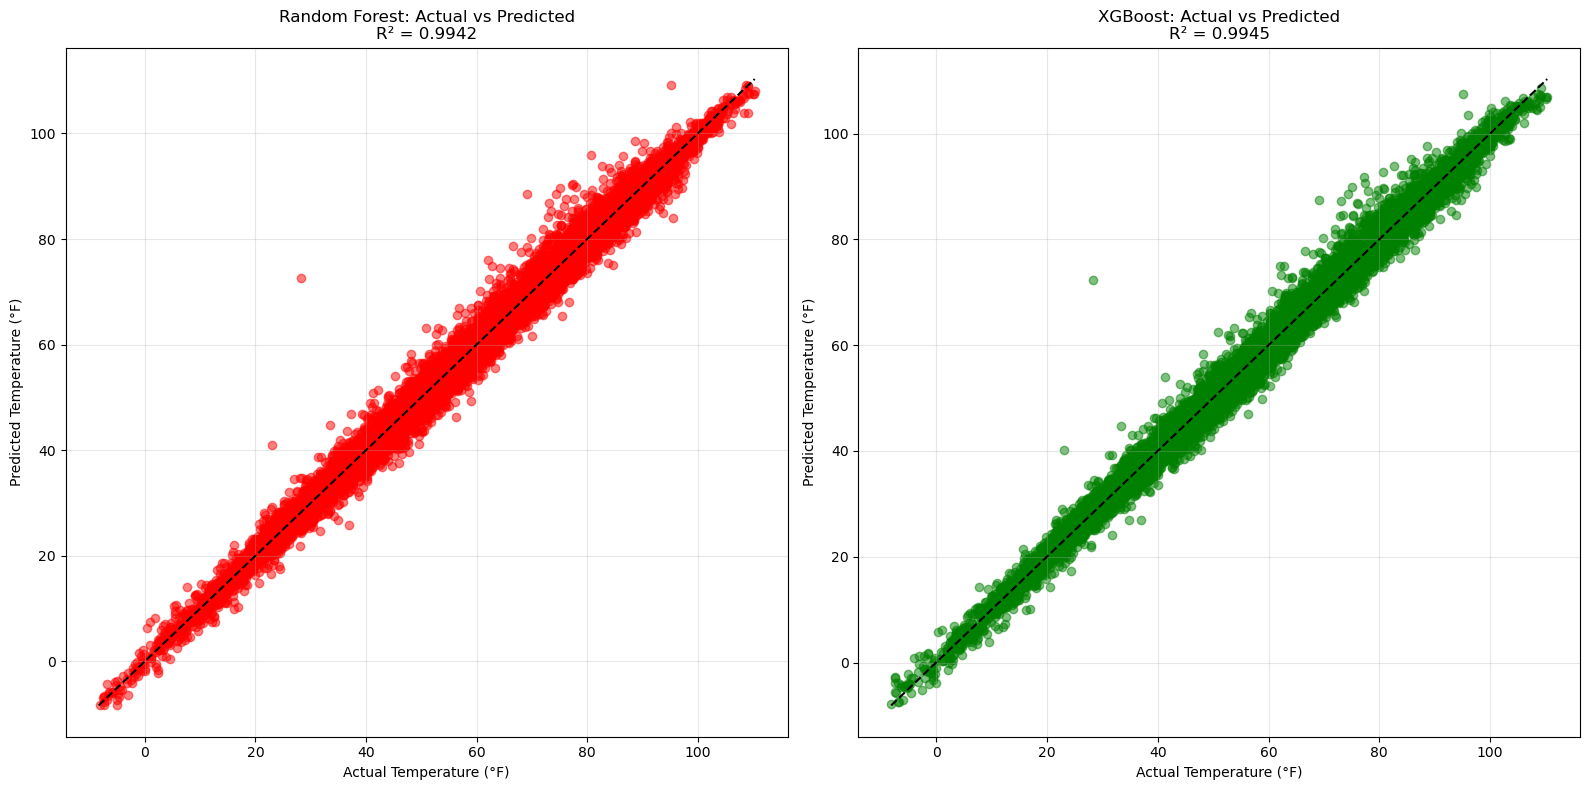 Random Forest: Actual vs Predicted
R² = 0.9942
Predicted Temperature (°F)
100
80
60
40
20
0
0 20 40 60 80 100
Actual Temperature (°F)
XGBoost: Actual vs Predicted
R² = 0.9945
Predicted Temperature (°F)
100
80
60
40
20
0
0 20 40 60 80 100
Actual Temperature (°F)